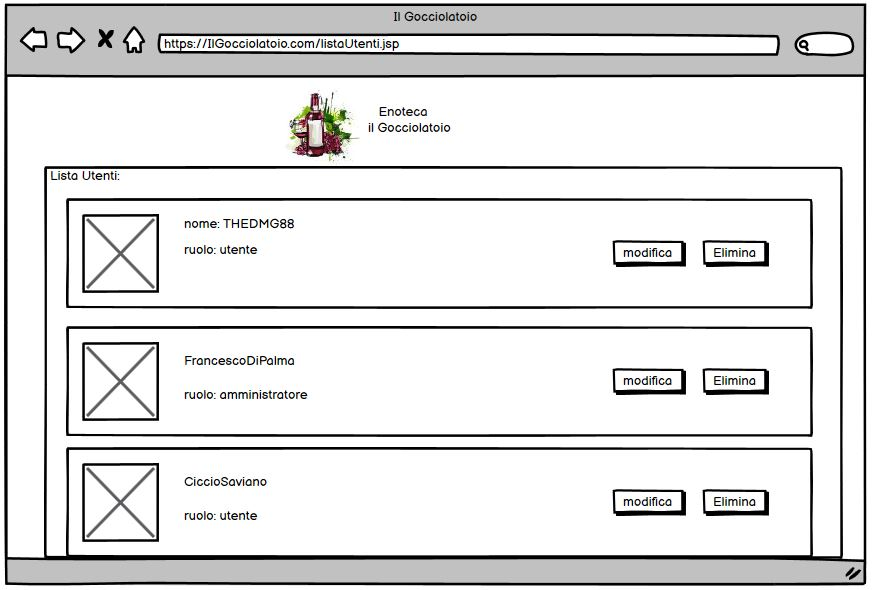 Il Gocciolatoio
https://IlGocciolatoio.com/listaUtenti.jsp
Enoteca
il Gocciolatoio
Lista Utenti:
nome: THEDMG88
ruolo: utente
modifica
Elimina
FrancescoDiPalma
ruolo: amministratore
modifica
Elimina
CiccioSaviano
ruolo: utente
modifica
Elimina